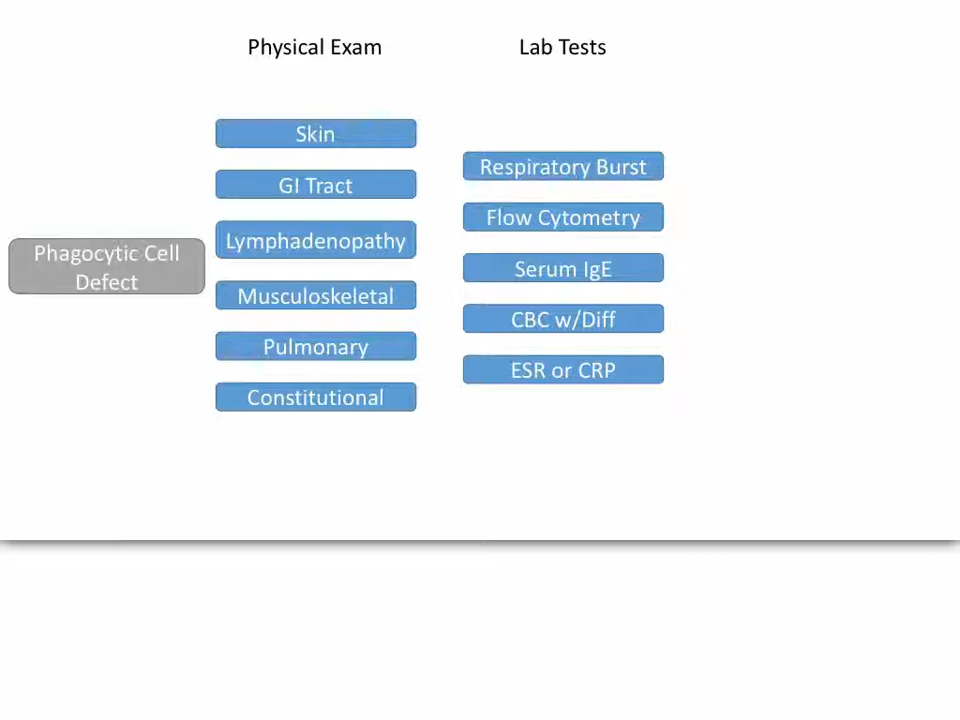 Physical Exam
Lab Tests
Phagocytic Cell
Defect
Skin
GI Tract
Lymphadenopathy
Musculoskeletal
Pulmonary
Constitutional
Respiratory Burst
Flow Cytometry
Serum IgE
CBC w/Diff
ESR or CRP